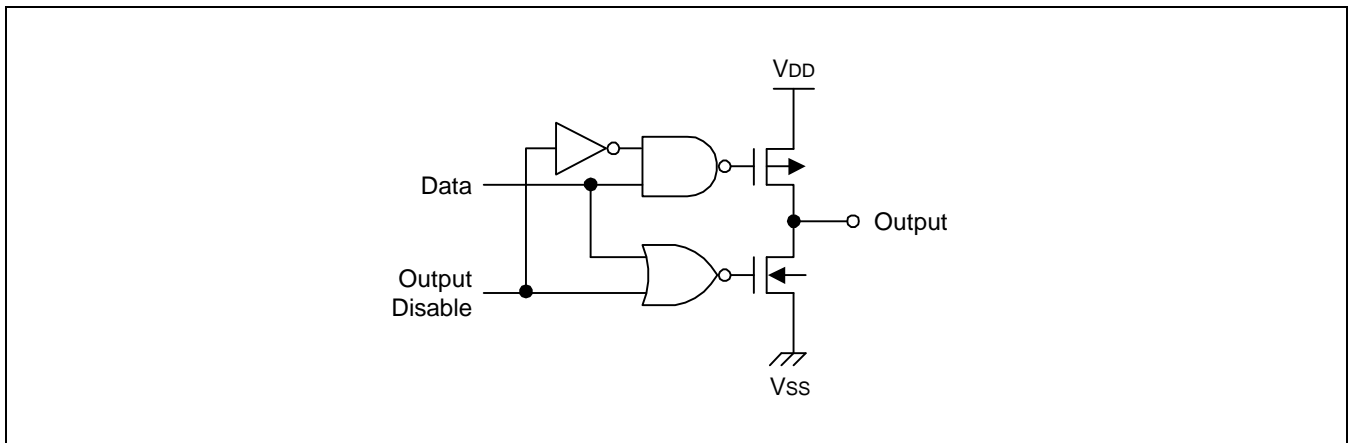 VDD
Data
Output
Output
Disable
VSS